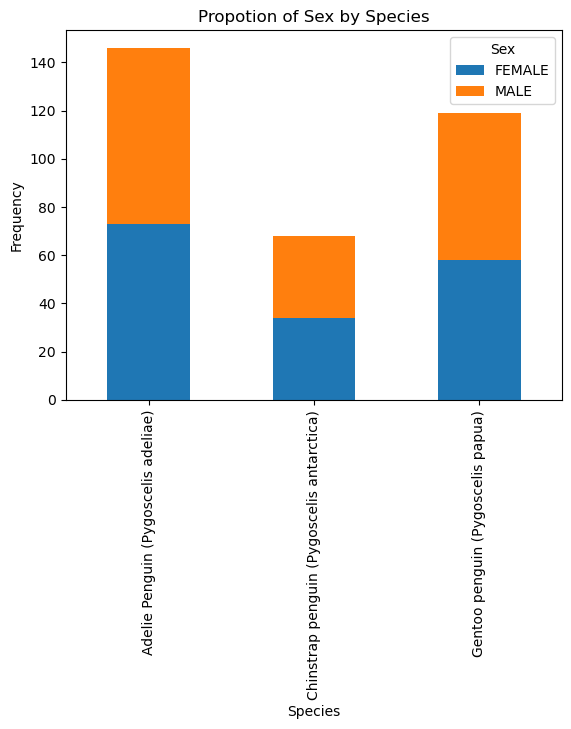 Propotion of Sex by Species
Sex
FEMALE
MALE
Frequency
140
120
100
80
60
40
20
0
Adelie Penguin (Pygoscelis adeliae)
Chinstrap penguin (Pygoscelis antarctica)
Gentoo penguin (Pygoscelis papua)
Species